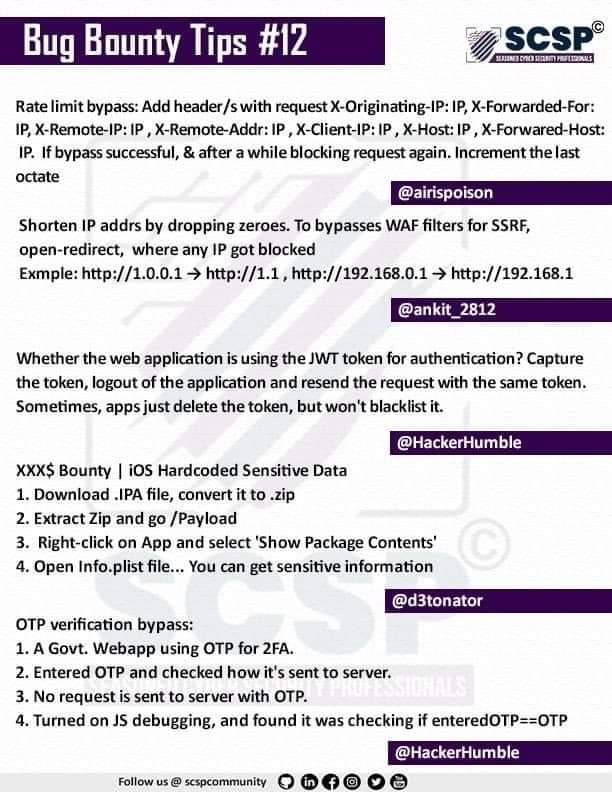 Bug Bounty Tips #12
SCSP©
SEASONED CYBER SECURITY PROFESSIONALS
Rate limit bypass: Add header/s with request X-Originating-IP: IP, X-Forwarded-For:
IP, X-Remote-IP: IP , X-Remote-Addr: IP , X-Client-IP: IP , X-Host: IP , X-Forwared-Host:
IP. If bypass successful, & after a while blocking request again. Increment the last
octate
@airispoison
Shorten IP addrs by dropping zeroes. To bypasses WAF filters for SSRF,
open-redirect, where any IP got blocked
Exmple: http://1.0.0.1 → http://1.1 , http://192.168.0.1 → http://192.168.1
@ankit_2812
Whether the web application is using the JWT token for authentication? Capture
the token, logout of the application and resend the request with the same token.
Sometimes, apps just delete the token, but won't blacklist it.
@HackerHumble
XXX$ Bounty | iOS Hardcoded Sensitive Data
1. Download .IPA file, convert it to .zip
2. Extract Zip and go /Payload
3. Right-click on App and select 'Show Package Contents'
4. Open Info.plist file... You can get sensitive information
@d3tonator
OTP verification bypass:
1. A Govt. Webapp using OTP for 2FA.
2. Entered OTP and checked how it's sent to server.
3. No request is sent to server with OTP.
4. Turned on JS debugging, and found it was checking if enteredOTP==OTP
@HackerHumble
SCSP©
SEASONED CYBER SECURITY PROFESSIONALS
Follow us @ scspcommunity